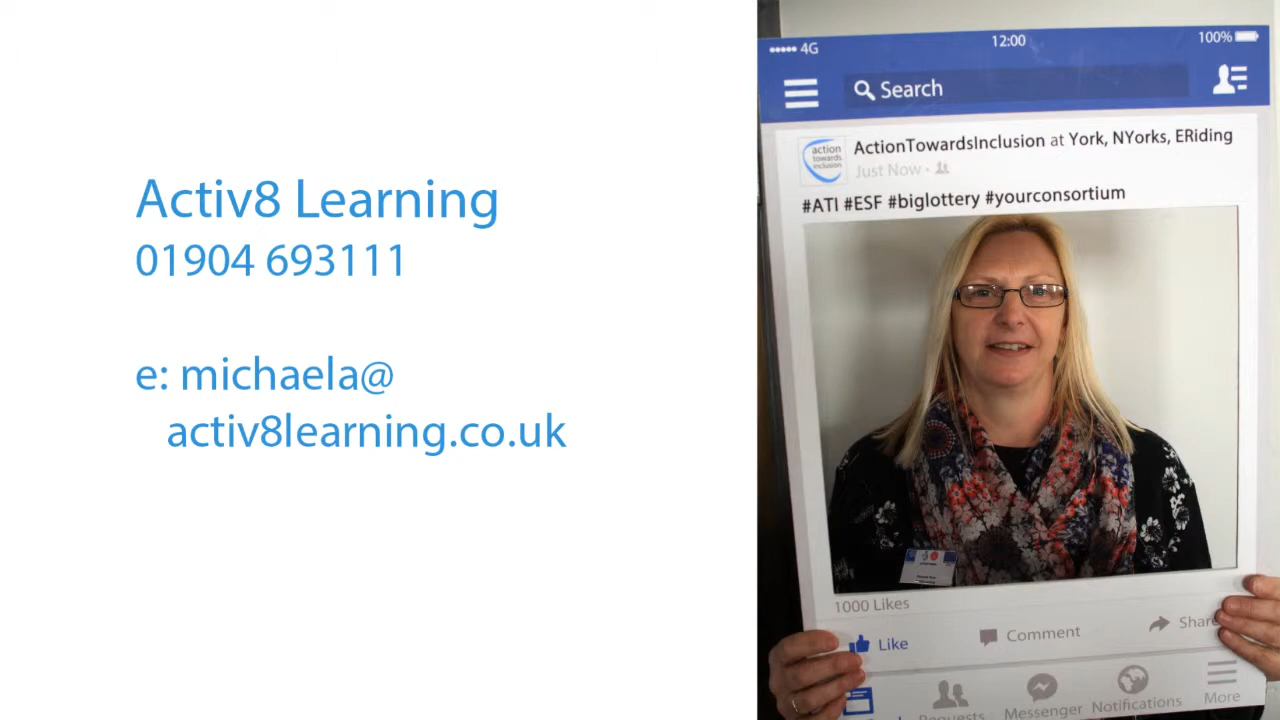 Activ8 Learning
01904 693111
e: michaela@
activ8learning.co.uk
4G 12:00 100%
Search
action towards inclusion
ActionTowardsInclusion at York, NYorks, ERiding
Just Now
#ATI #ESF #biglottery #yourconsortium
1000 Likes
Like Comment Share
Requests Messenger Notifications More